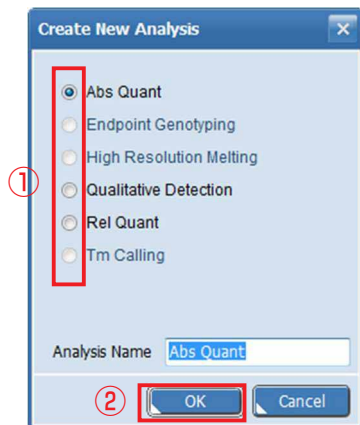 Create New Analysis
Abs Quant
Endpoint Genotyping
High Resolution Melting
① Qualitative Detection
Rel Quant
Tm Calling
Analysis Name Abs Quant
② OK Cancel